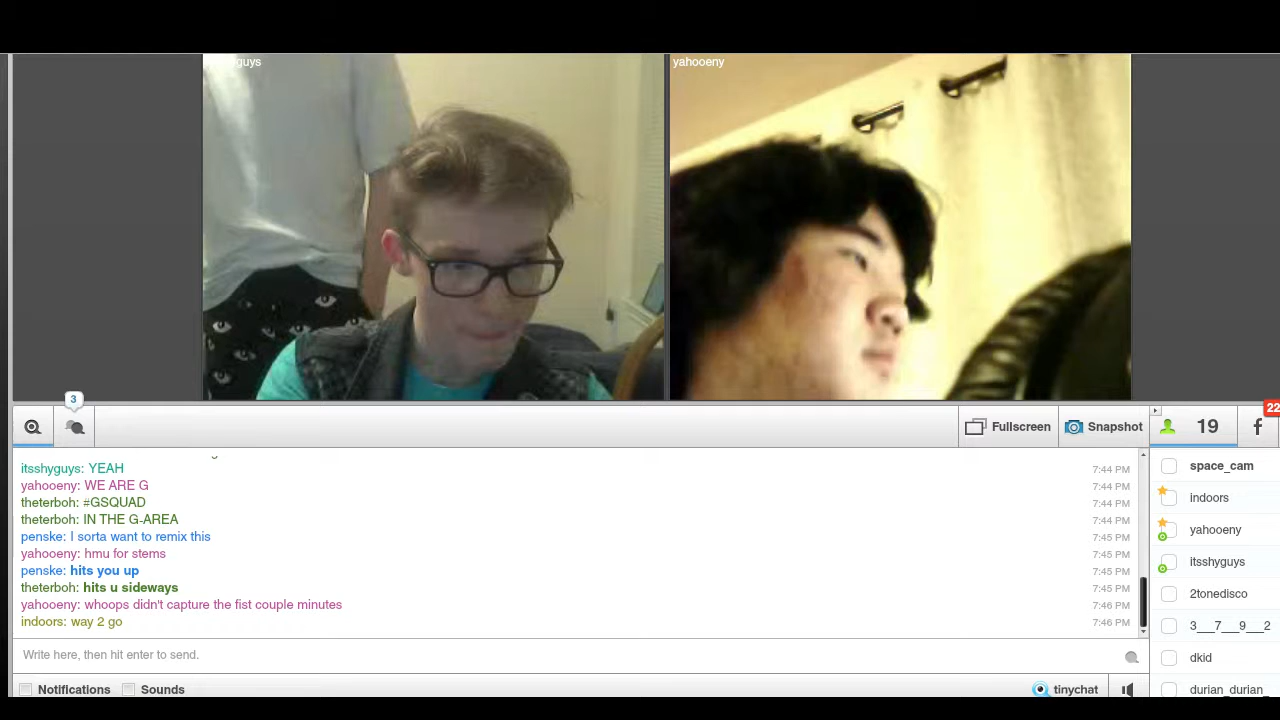 guys
yahooeny
3
Fullscreen
Snapshot
19
22
itsshyguys: YEAH 7:44 PM
yahooeny: WE ARE G 7:44 PM
theterboh: #GSQUAD 7:44 PM
theterboh: IN THE G-AREA 7:44 PM
penske: I sorta want to remix this 7:45 PM
yahooeny: hmu for stems 7:45 PM
penske: hits you up 7:45 PM
theterboh: hits u sideways 7:45 PM
yahooeny: whoops didn't capture the fist couple minutes 7:46 PM
indoors: way 2 go 7:46 PM
Write here, then hit enter to send.
Notifications
Sounds
tinychat
space_cam
indoors
yahooeny
itsshyguys
2tonedisco
3___7___9___2
dkid
durian_durian_